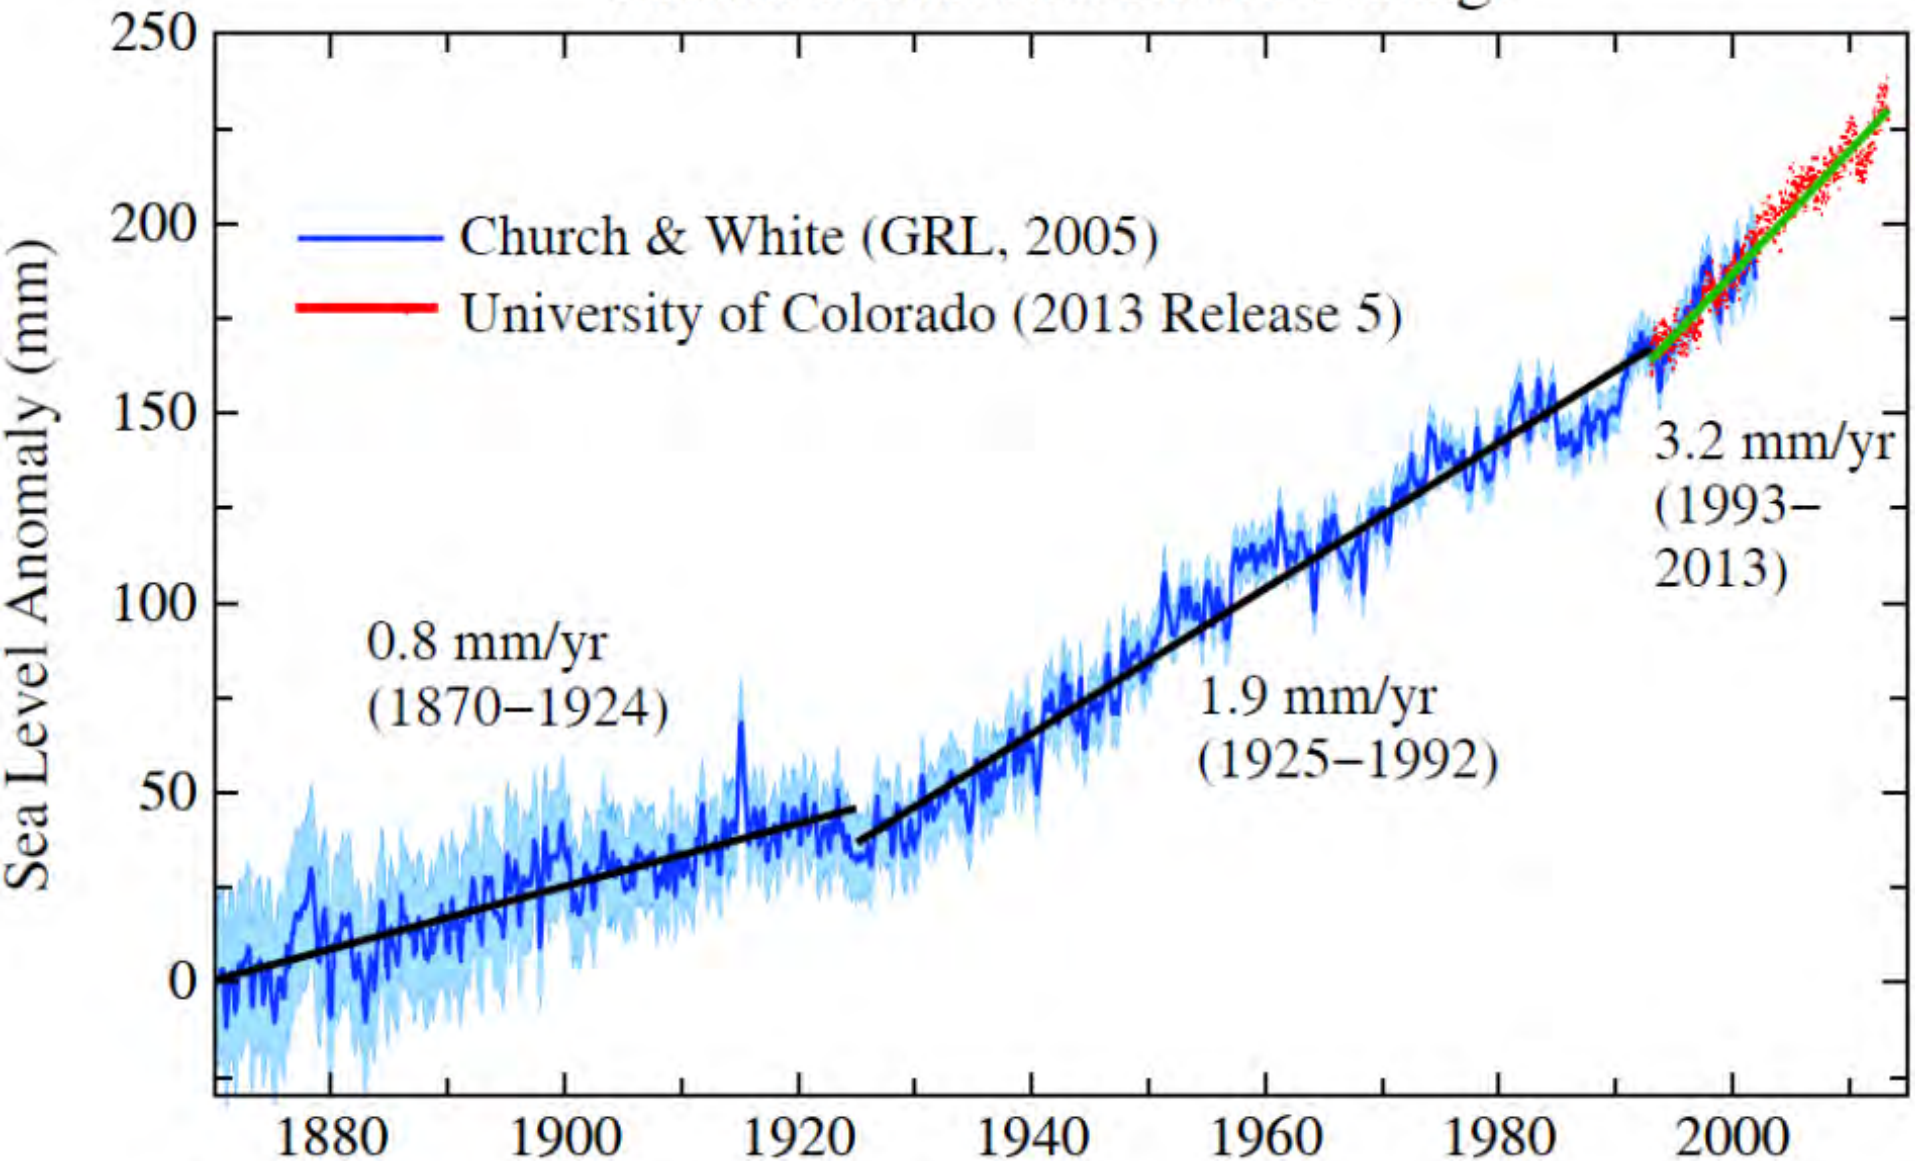 250
200
150
100
50
0
Sea Level Anomaly (mm)
Church & White (GRL, 2005)
University of Colorado (2013 Release 5)
3.2 mm/yr
(1993–
2013)
0.8 mm/yr
(1870–1924)
1.9 mm/yr
(1925–1992)
1880 1900 1920 1940 1960 1980 2000